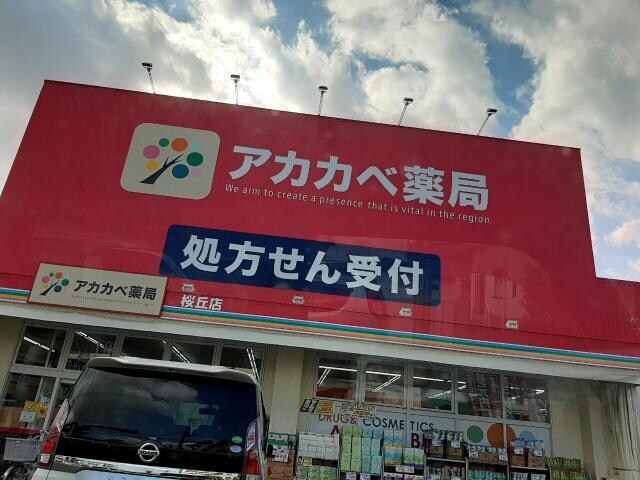 アカカベ薬局
We aim to create a presence that is vital in the region.
処方せん受付
アカカベ薬局
桜丘店
DRUG& COSMETICS
NISSAN